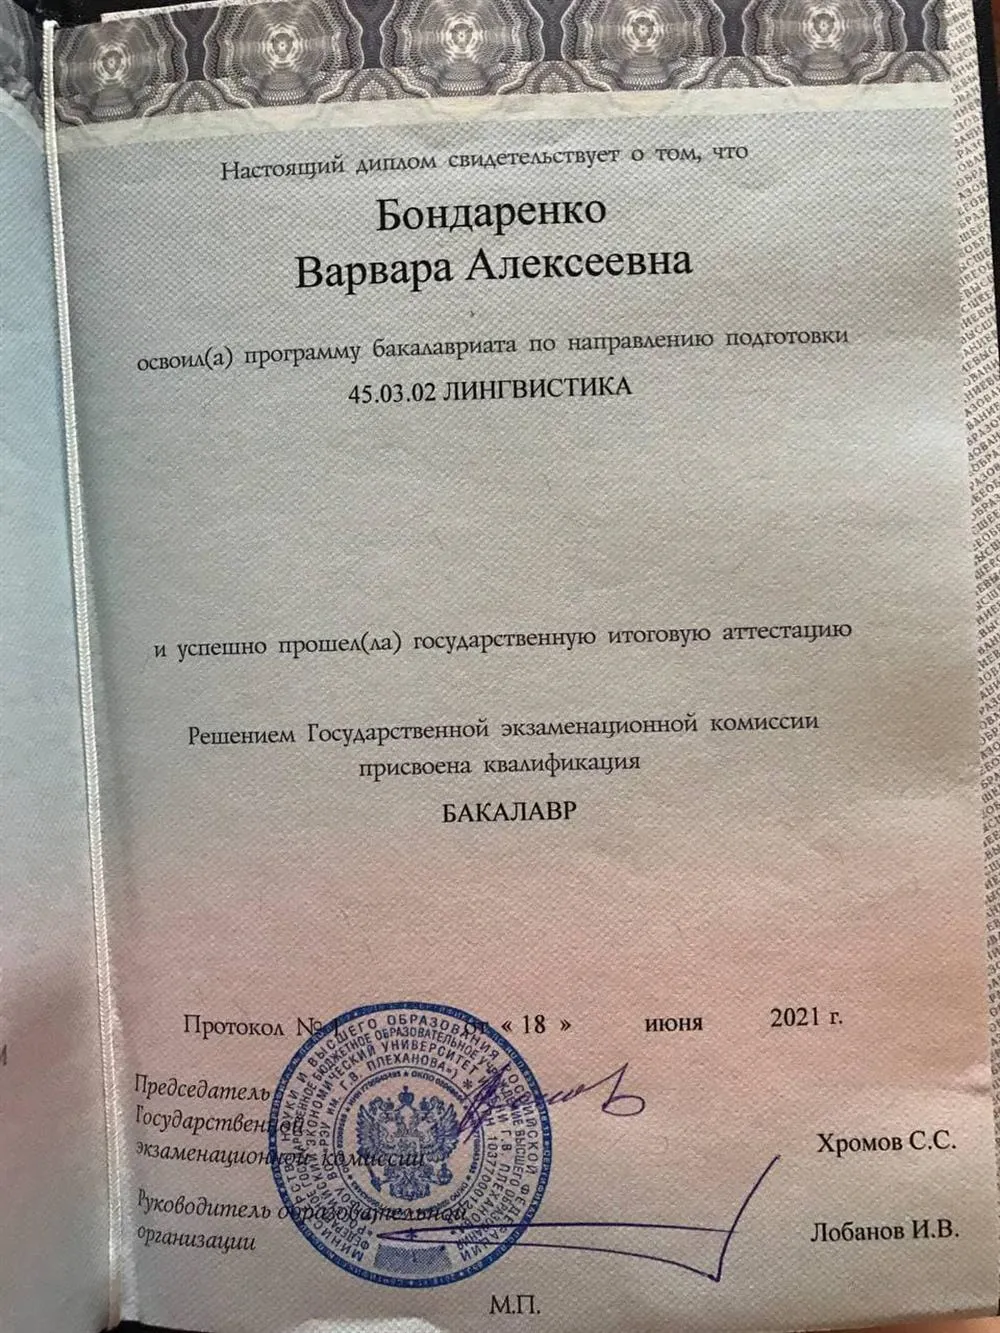 Настоящий диплом свидетельствует о том, что
Бондаренко
Варвара Алексеевна
освоил(а) программу бакалавриата по направлению подготовки
45.03.02 ЛИНГВИСТИКА
и успешно прошел(ла) государственную итоговую аттестацию
Решением Государственной экзаменационной комиссии
присвоена квалификация
БАКАЛАВР
Протокол № от « 18 » июня 2021 г.
Председатель
Государственной
экзаменационной комиссии
Хромов С.С.
Руководитель образовательной
организации
Лобанов И.В.
М.П.